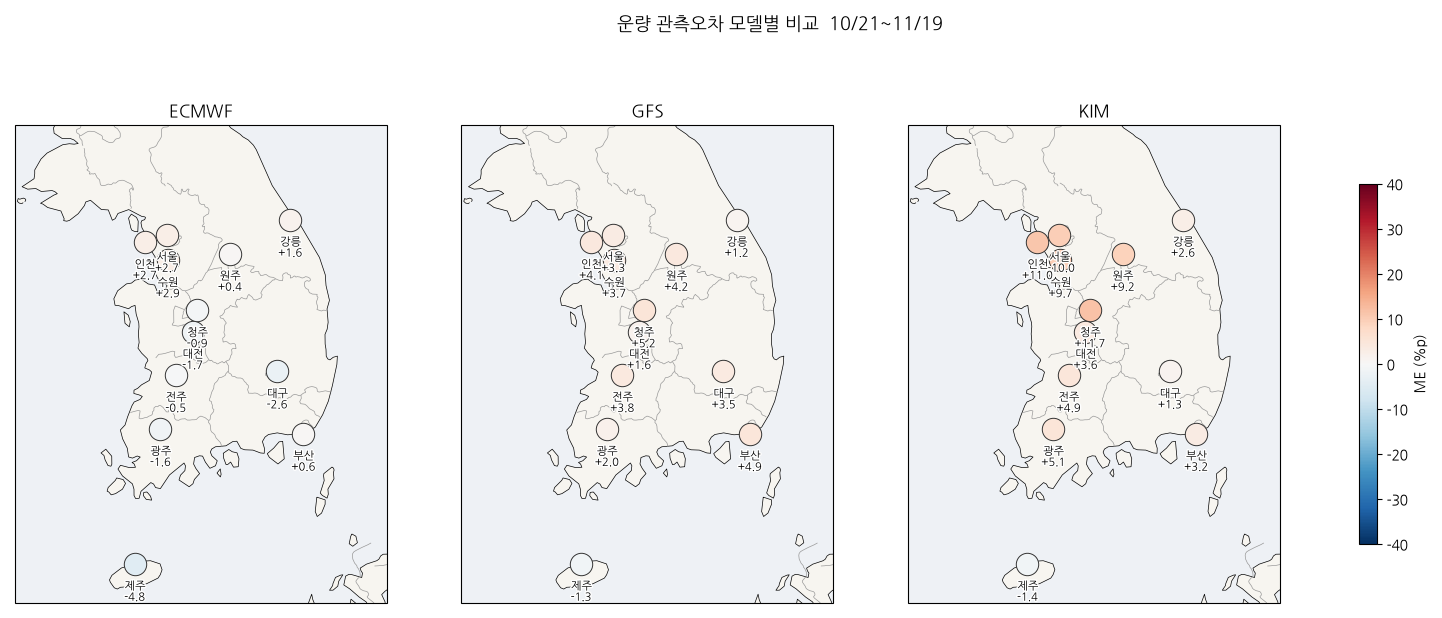 운량 관측오차 모델별 비교  10/21~11/19
ECMWF
강릉
+1.6
서울
+2.7
인천
+2.7
수원
+2.9
원주
+0.4
청주
-0.9
대전
-1.7
전주
-0.5
대구
-2.6
광주
-1.6
부산
+0.6
제주
-4.8
GFS
강릉
+1.2
서울
+3.3
인천
+4.1
수원
+3.7
원주
+4.2
청주
+5.2
대전
+1.6
전주
+3.8
대구
+3.5
광주
+2.0
부산
+4.9
제주
-1.3
KIM
강릉
+2.6
서울
+10.0
인천
+11.0
수원
+9.7
원주
+9.2
청주
+11.7
대전
+3.6
전주
+4.9
대구
+1.3
광주
+5.1
부산
+3.2
제주
-1.4
40
30
20
10
0
-10
-20
-30
-40
ME (%p)